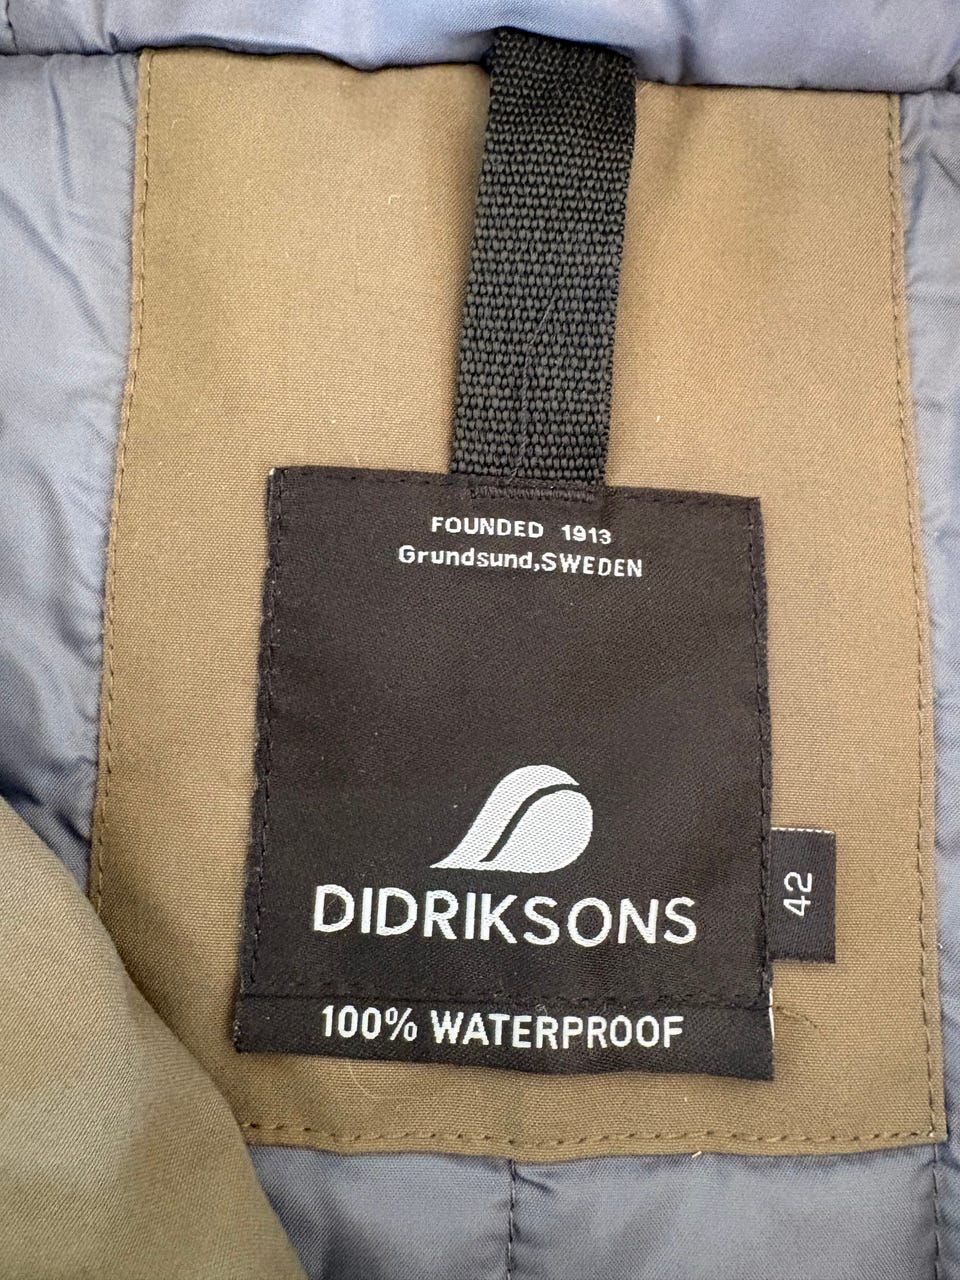 FOUNDED 1913
Grundsund,SWEDEN
DIDRIKSONS
42
100% WATERPROOF